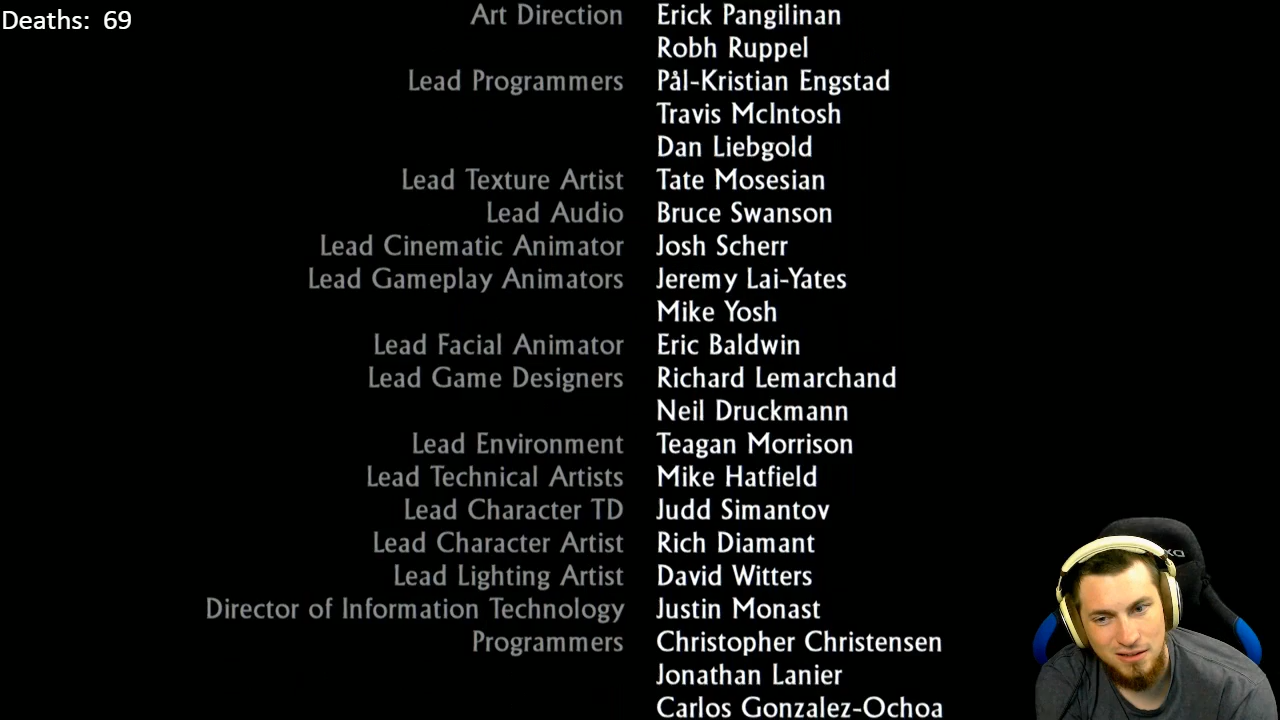 Deaths: 69
Art Direction Erick Pangilinan
Robh Ruppel
Lead Programmers Pål-Kristian Engstad
Travis McIntosh
Dan Liebgold
Lead Texture Artist Tate Mosesian
Lead Audio Bruce Swanson
Lead Cinematic Animator Josh Scherr
Lead Gameplay Animators Jeremy Lai-Yates
Mike Yosh
Lead Facial Animator Eric Baldwin
Lead Game Designers Richard Lemarchand
Neil Druckmann
Lead Environment Teagan Morrison
Lead Technical Artists Mike Hatfield
Lead Character TD Judd Simantov
Lead Character Artist Rich Diamant
Lead Lighting Artist David Witters
Director of Information Technology Justin Monast
Programmers Christopher Christensen
Jonathan Lanier
Carlos Gonzalez-Ochoa